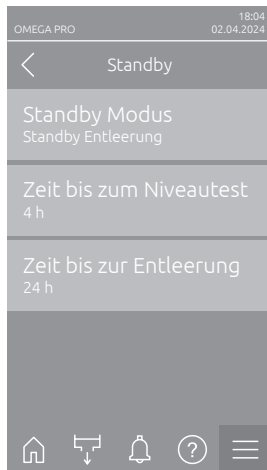 18:04
OMEGA PRO 02.04.2024
Standby
Standby Modus
Standby Entleerung
Zeit bis zum Niveautest
4 h
Zeit bis zur Entleerung
24 h
?